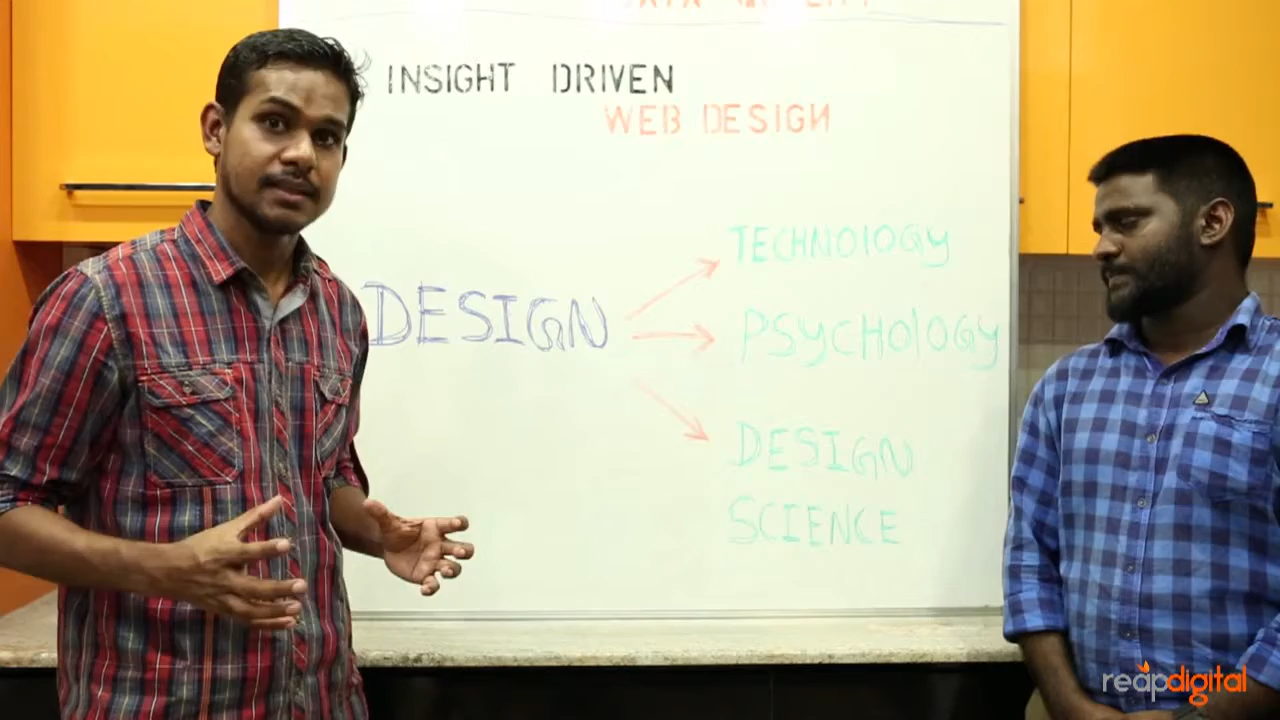 INSIGHT DRIVEN
WEB DESIGN
DESIGN
TECHNOLOGY
PSYCHOLOGY
DESIGN
SCIENCE
reapdigital